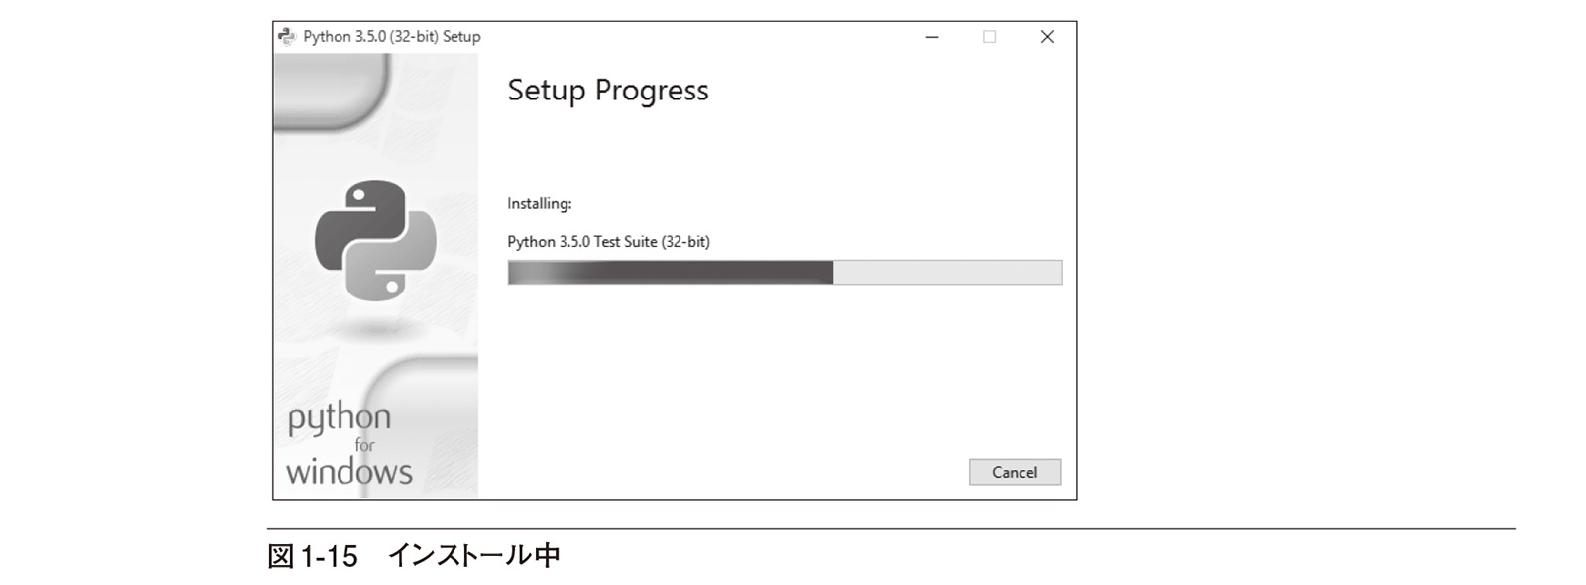 Python 3.5.0 (32-bit) Setup
Setup Progress
Installing:
Python 3.5.0 Test Suite (32-bit)
python
for
windows
Cancel
図1-15 インストール中